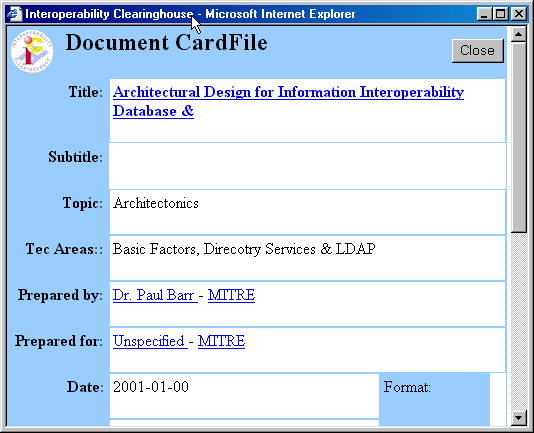 Interoperability Clearinghouse - Microsoft Internet Explorer
Document CardFile
Close
Title: Architectural Design for Information Interoperability
Database &
Subtitle:
Topic: Architectonics
Tec Areas:: Basic Factors, Direcotry Services & LDAP
Prepared by: Dr. Paul Barr - MITRE
Prepared for: Unspecified - MITRE
Date: 2001-01-00 Format: